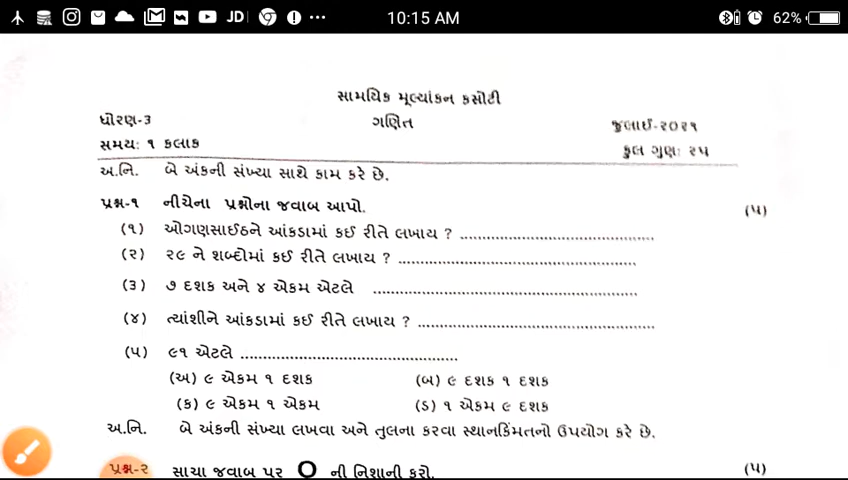 JD 10:15 AM 62%
સામયિક મૂલ્યાંકન કસોટી
ધોરણ-૩ ગણિત જુલાઈ-૨૦૨૧
સમય: ૧ કલાક કુલ ગુણ: ૨૫
અ.નિ. બે અંકની સંખ્યા સાથે કામ કરે છે.
પ્રશ્ન-૧ નીચેના પ્રશ્નોના જવાબ આપો. (૫)
(૧) ઓગણસાઈઠને આંકડામાં કઈ રીતે લખાય ? ................................................
(૨) ૨૯ ને શબ્દોમાં કઈ રીતે લખાય ? ................................................
(૩) ૭ દશક અને ૪ એકમ એટલે ................................................
(૪) ત્યાંશીને આંકડામાં કઈ રીતે લખાય ? ................................................
(૫) ૯૧ એટલે ................................................
(અ) ૯ એકમ ૧ દશક (બ) ૯ દશક ૧ દશક
(ક) ૯ એકમ ૧ એકમ (ડ) ૧ એકમ ૯ દશક
અ.નિ. બે અંકની સંખ્યા લખવા અને તુલના કરવા સ્થાનકિંમતનો ઉપયોગ કરે છે.
પ્રશ્ન-૨ સાચા જવાબ પર O ની નિશાની કરો. (૫)